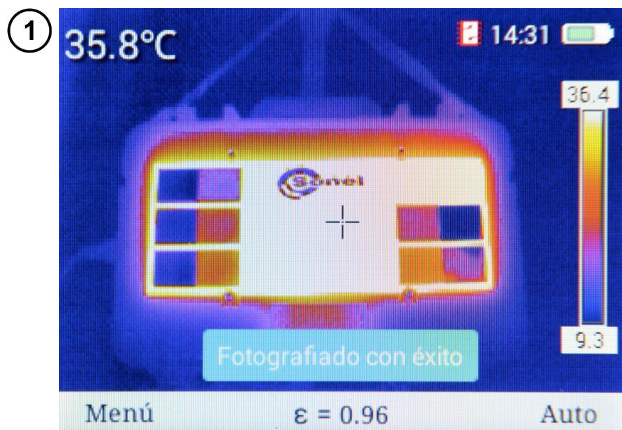 1
35.8°C
14:31
36.4
Sonel
9.3
Fotografiado con éxito
Menú
ε = 0.96
Auto